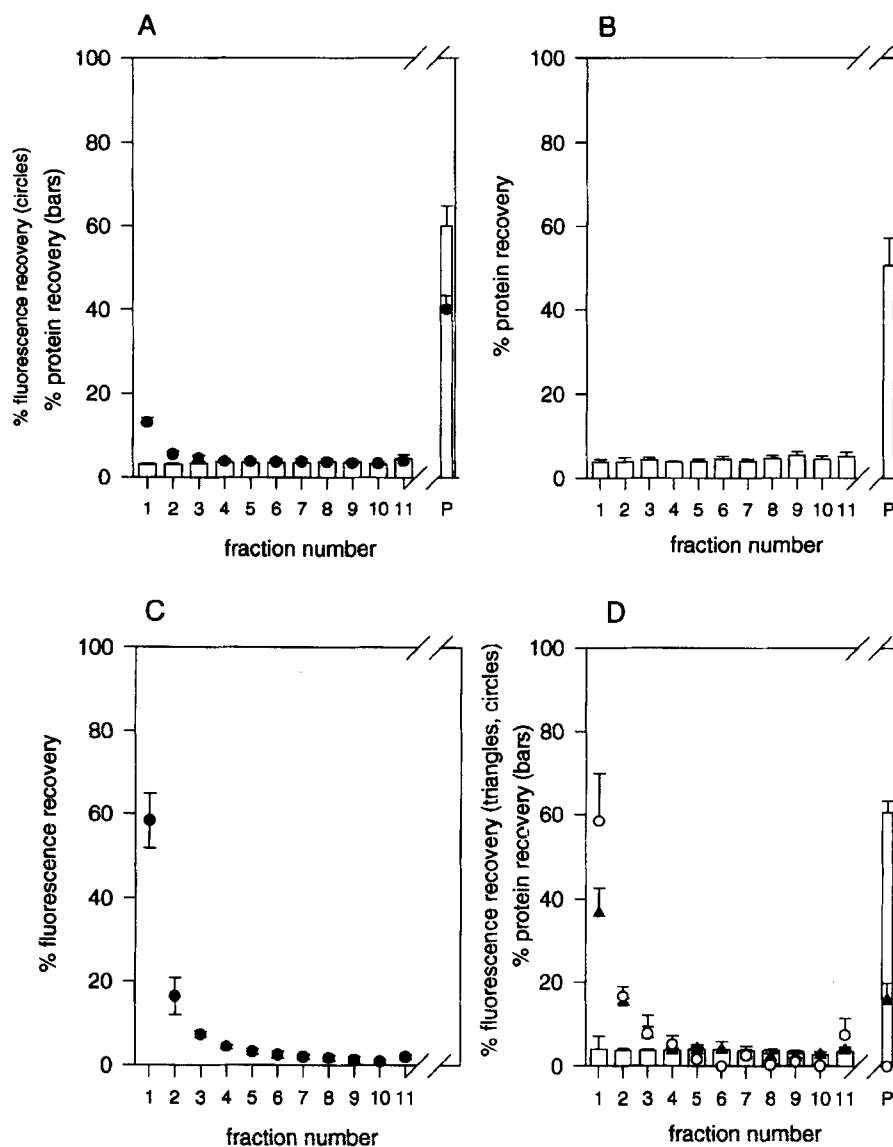 A
100
80
60
40
20
0
% fluorescence recovery (circles)
% protein recovery (bars)
1 2 3 4 5 6 7 8 9 10 11 P
fraction number
B
100
80
60
40
20
0
% protein recovery
1 2 3 4 5 6 7 8 9 10 11 P
fraction number
C
100
80
60
40
20
0
% fluorescence recovery
1 2 3 4 5 6 7 8 9 10 11
fraction number
D
100
80
60
40
20
0
% fluorescence recovery (triangles, circles)
% protein recovery (bars)
1 2 3 4 5 6 7 8 9 10 11 P
fraction number